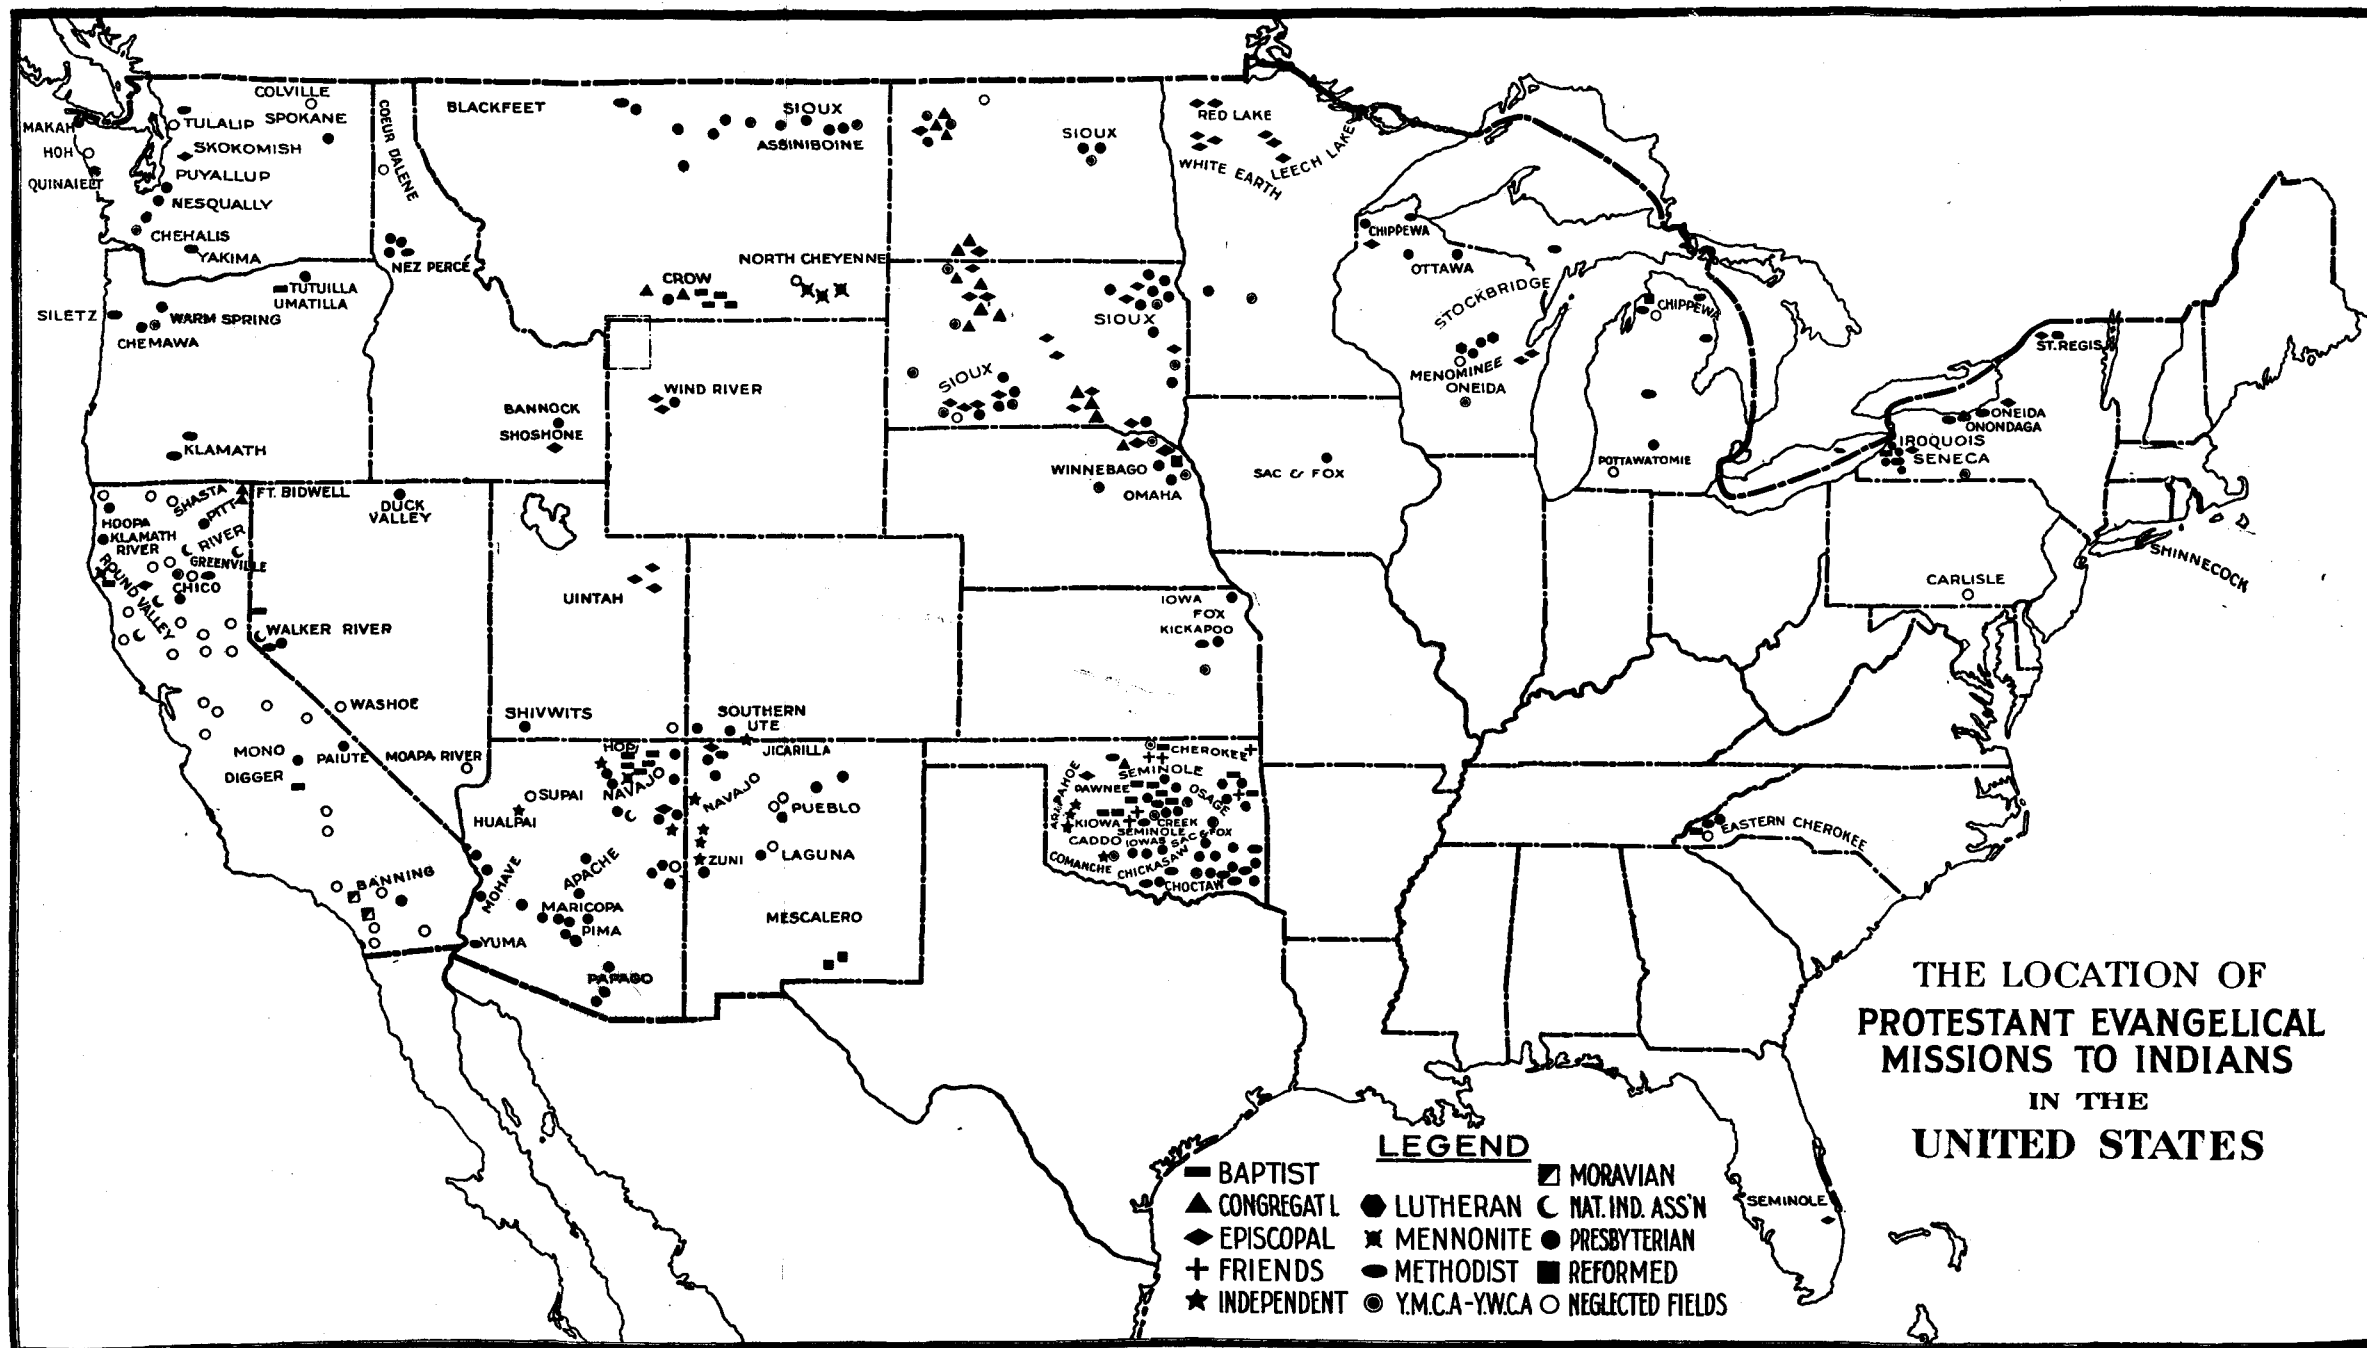 COLVILLE
SPOKANE
MAKAH
TULALIP
HOH
SKOKOMISH
QUINAIELT
PUYALLUP
NESQUALLY
CHEHALIS
YAKIMA
COEUR DALENE
NEZ PERCÉ
TUTUILLA
UMATILLA
SILETZ
WARM SPRING
CHEMAWA
KLAMATH
BLACKFEET
SIOUX
ASSINIBOINE
CROW
NORTH CHEYENNE
WIND RIVER
BANNOCK
SHOSHONE
SIOUX
SIOUX
SIOUX
RED LAKE
WHITE EARTH
LEECH LAKE
CHIPPEWA
OTTAWA
STOCKBRIDGE
MENOMINEE
ONEIDA
CHIPPEWA
POTTAWATOMIE
ST. REGIS
ONEIDA
ONONDAGA
IROQUOIS
SENECA
SHINNECOCK
CARLISLE
WINNEBAGO
OMAHA
SAC & FOX
IOWA
FOX
KICKAPOO
SHASTA
PITT
RIVER
FT. BIDWELL
DUCK
VALLEY
HOOPA
KLAMATH
RIVER
GREENVILLE
ROUND VALLEY
CHICO
WALKER RIVER
WASHOE
UINTAH
SHIVWITS
SOUTHERN
UTE
JICARILLA
MONO
PAIUTE
MOAPA RIVER
DIGGER
HOPI
NAVAJO
NAVAJO
SUPAI
HUALPAI
PUEBLO
ZUNI
LAGUNA
MOHAVE
APACHE
BANNING
MARICOPA
PIMA
YUMA
PAPAGO
MESCALERO
CHEROKEE
SEMINOLE
ARAPAHOE
PAWNEE
OSAGE
KIOWA
CREEK
SEMINOLE
SAC & FOX
CADDO
IOWAS
COMANCHE
CHICKASAW
CHOCTAW
EASTERN CHEROKEE
SEMINOLE
THE LOCATION OF
PROTESTANT EVANGELICAL
MISSIONS TO INDIANS
IN THE
UNITED STATES
LEGEND
BAPTIST
CONGREGAT'L
EPISCOPAL
FRIENDS
INDEPENDENT
LUTHERAN
MENNONITE
METHODIST
Y.M.C.A-Y.W.C.A
MORAVIAN
NAT. IND. ASS'N
PRESBYTERIAN
REFORMED
NEGLECTED FIELDS